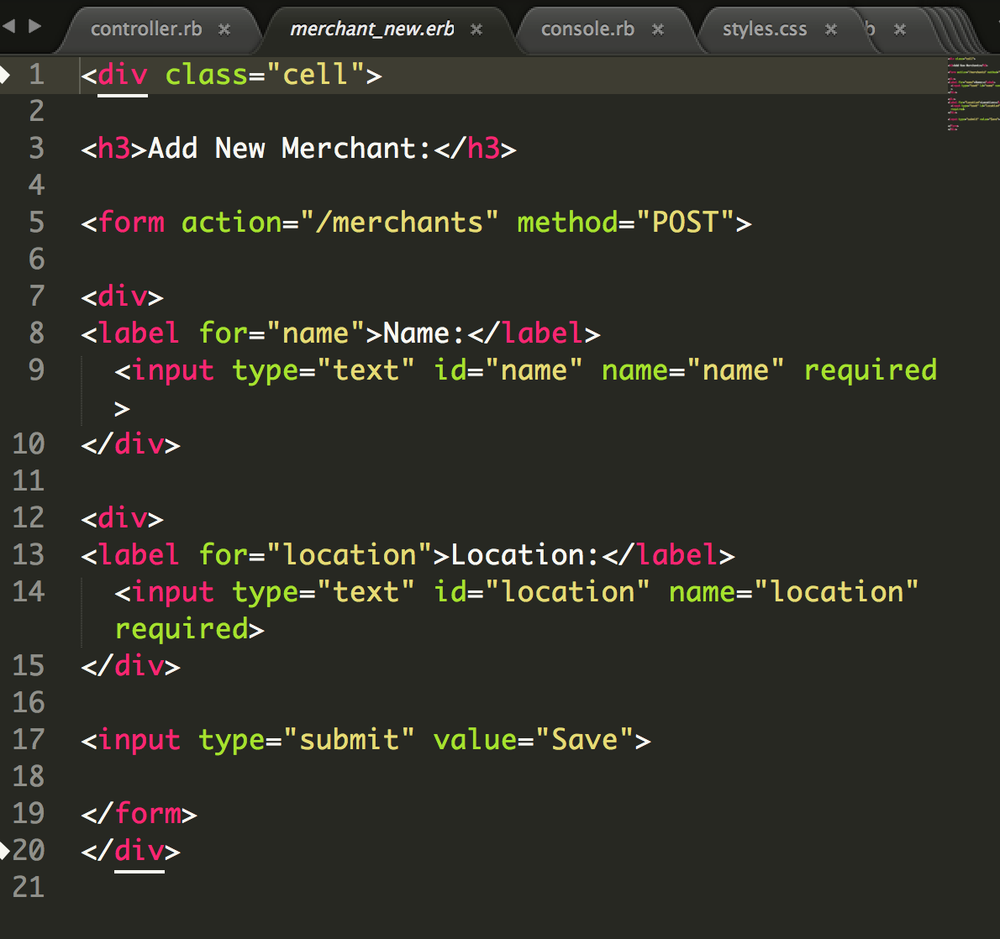 controller.rb × merchant_new.erb × console.rb × styles.css × b ×
1 <div class="cell">
2
3 <h3>Add New Merchant:</h3>
4
5 <form action="/merchants" method="POST">
6
7 <div>
8 <label for="name">Name:</label>
9 <input type="text" id="name" name="name" required
>
10 </div>
11
12 <div>
13 <label for="location">Location:</label>
14 <input type="text" id="location" name="location"
required>
15 </div>
16
17 <input type="submit" value="Save">
18
19 </form>
20 </div>
21